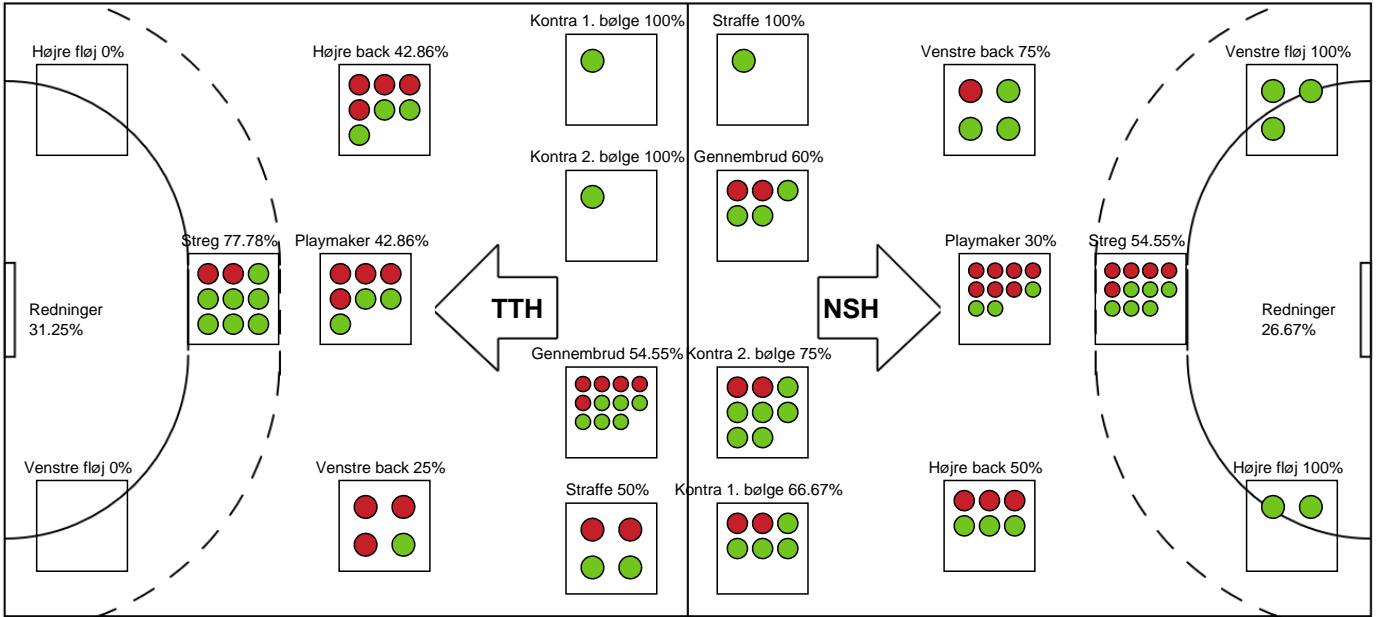 Kontra 1. bølge 100%
Straffe 100%
Højre fløj 0%
Højre back 42.86%
Venstre back 75%
Venstre fløj 100%
Kontra 2. bølge 100%
Gennembrud 60%
Streg 77.78%
Playmaker 42.86%
Playmaker 30%
Streg 54.55%
TTH
NSH
Redninger
31.25%
Redninger
26.67%
Gennembrud 54.55%
Kontra 2. bølge 75%
Venstre fløj 0%
Venstre back 25%
Højre back 50%
Højre fløj 100%
Straffe 50%
Kontra 1. bølge 66.67%